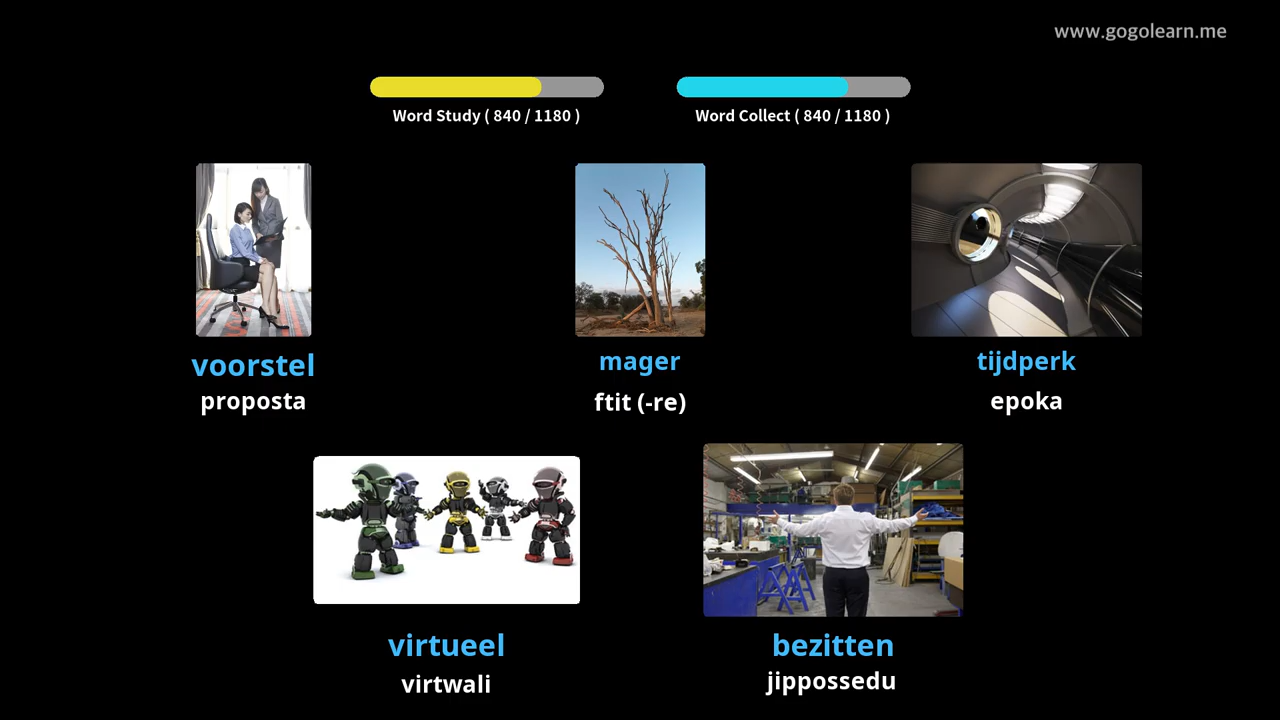 www.gogolearn.me
Word Study ( 840 / 1180 )
Word Collect ( 840 / 1180 )
voorstel
proposta
mager
ftit (-re)
tijdperk
epoka
virtueel
virtwali
bezitten
jippossedu